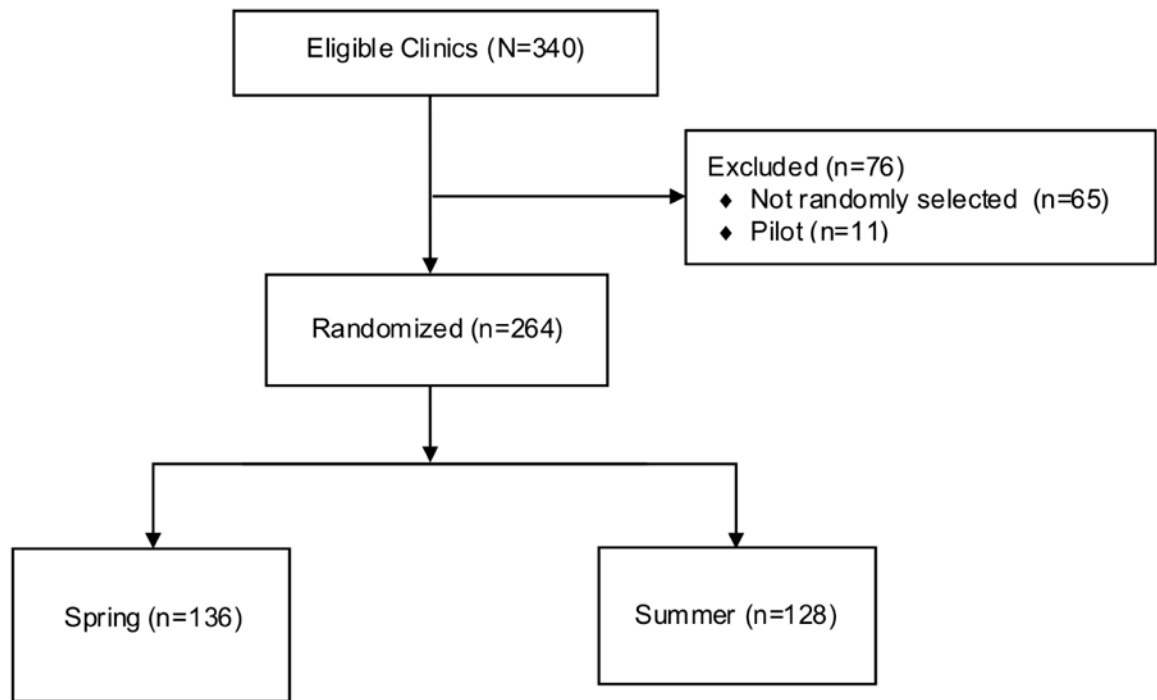 Eligible Clinics (N=340)
Excluded (n=76)
♦ Not randomly selected (n=65)
♦ Pilot (n=11)
Randomized (n=264)
Spring (n=136)
Summer (n=128)